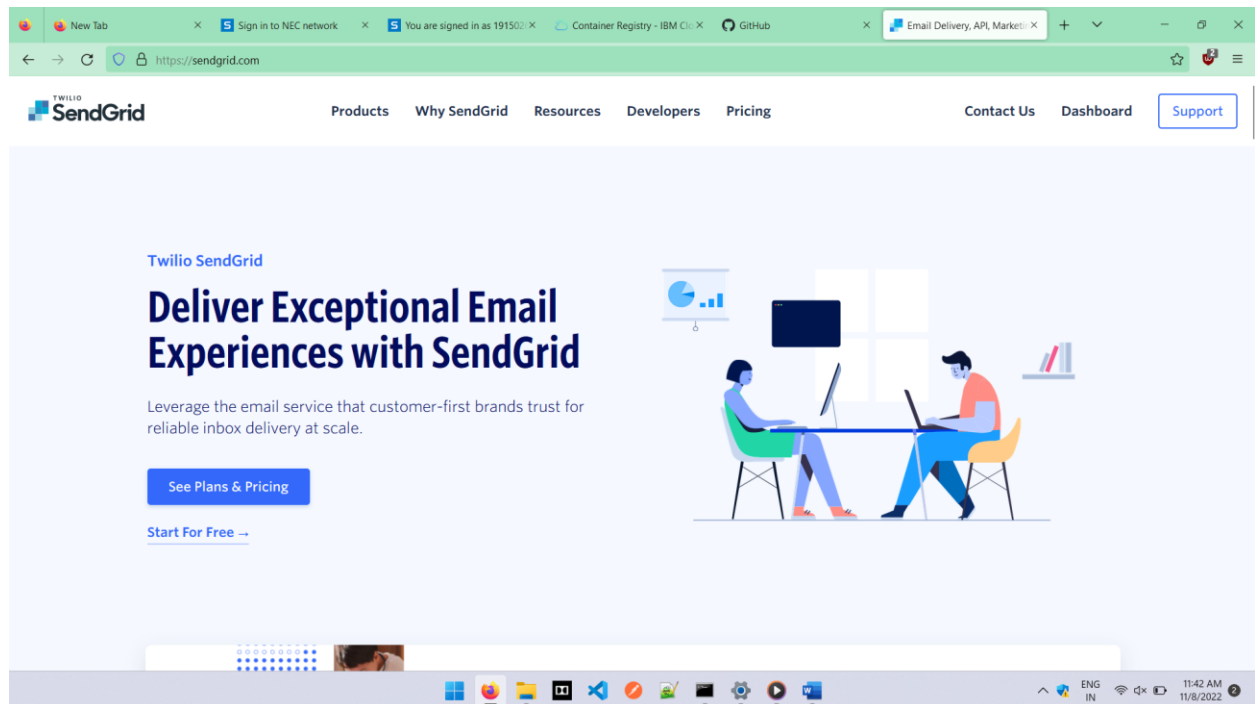 New Tab
Sign in to NEC network
You are signed in as 19150
Container Registry - IBM Cl
GitHub
Email Delivery, API, Marketi
https://sendgrid.com
2
TWILIO
SendGrid
Products Why SendGrid Resources Developers Pricing Contact Us Dashboard Support
Twilio SendGrid
Deliver Exceptional Email
Experiences with SendGrid
Leverage the email service that customer-first brands trust for
reliable inbox delivery at scale.
See Plans & Pricing
Start For Free →
ENG
IN
11:42 AM
11/8/2022
2